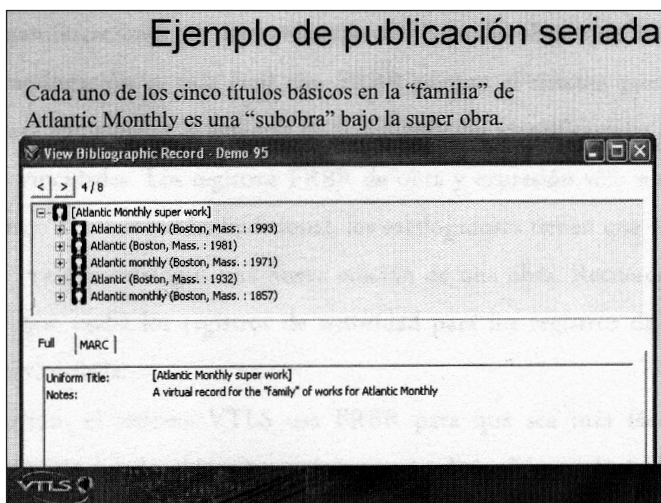 Ejemplo de publicación seriada
Cada uno de los cinco títulos básicos en la “familia” de
Atlantic Monthly es una “subobra” bajo la super obra.
View Bibliographic Record - Demo 95
< > 4/8
[Atlantic Monthly super work]
Atlantic monthly (Boston, Mass. : 1993)
Atlantic (Boston, Mass. : 1981)
Atlantic monthly (Boston, Mass. : 1971)
Atlantic (Boston, Mass. : 1932)
Atlantic monthly (Boston, Mass. : 1857)
Full MARC
Uniform Title: [Atlantic Monthly super work]
Notes: A virtual record for the "family" of works for Atlantic Monthly
VTLS